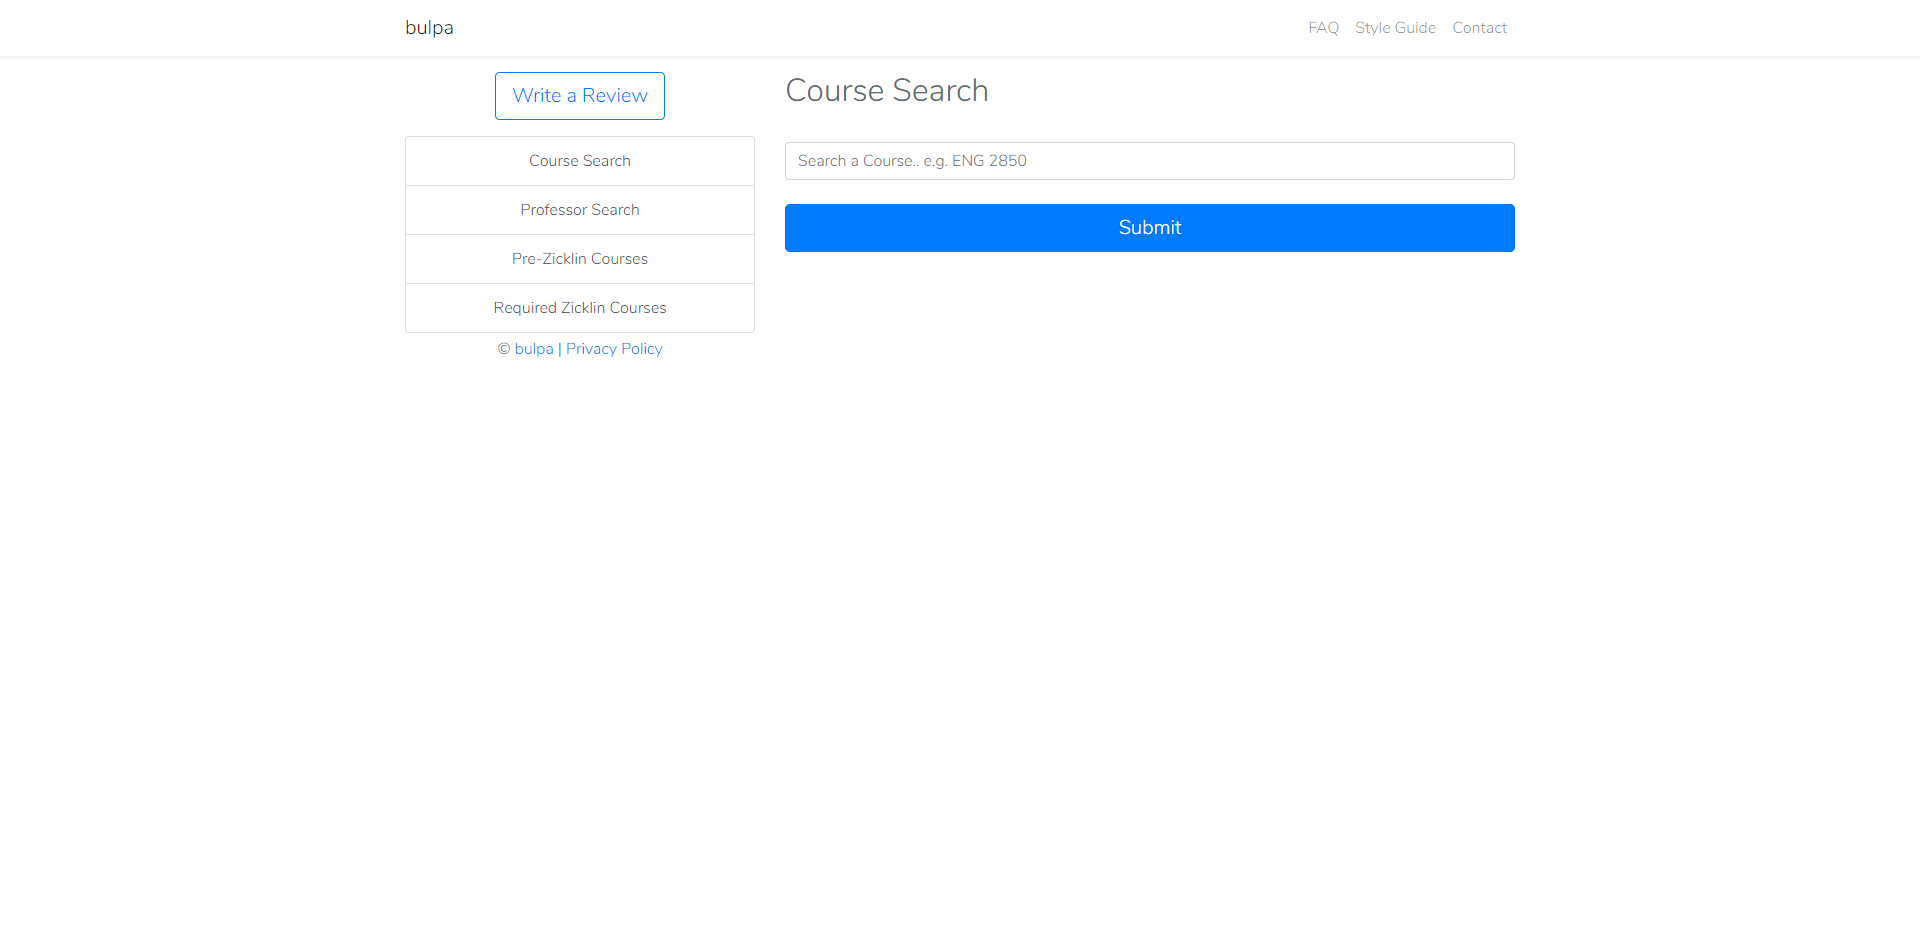 bulpa
FAQ Style Guide Contact
Write a Review
Course Search
Professor Search
Pre-Zicklin Courses
Required Zicklin Courses
© bulpa | Privacy Policy
Course Search
Search a Course.. e.g. ENG 2850
Submit